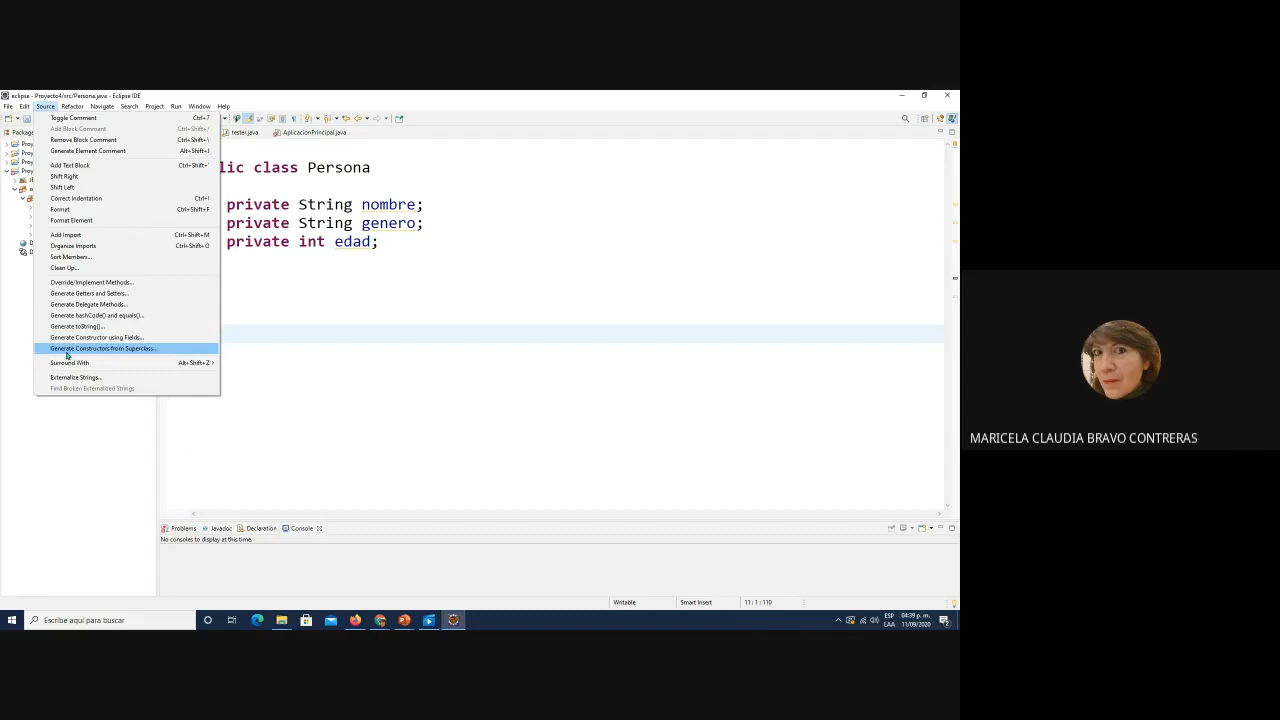 eclipse - Proyecto4/src/Persona.java - Eclipse IDE
File Edit Source Refactor Navigate Search Project Run Window Help
Toggle Comment Ctrl+7
Add Block Comment Ctrl+Shift+/
Remove Block Comment Ctrl+Shift+\
Generate Element Comment Alt+Shift+J
Add Text Block Ctrl+Shift+'
Shift Right
Shift Left
Correct Indentation Ctrl+I
Format Ctrl+Shift+F
Format Element
Add Import Ctrl+Shift+M
Organize Imports Ctrl+Shift+O
Sort Members...
Clean Up...
Override/Implement Methods...
Generate Getters and Setters...
Generate Delegate Methods...
Generate hashCode() and equals()...
Generate toString()...
Generate Constructor using Fields...
Generate Constructors from Superclass...
Surround With Alt+Shift+Z
Externalize Strings...
Find Broken Externalized Strings
tester.java AplicacionPrincipal.java
lic class Persona
private String nombre;
private String genero;
private int edad;
Problems Javadoc Declaration Console
No consoles to display at this time.
Writable Smart Insert 11 : 1 : 110
Escribe aquí para buscar
ESP
LAA
04:39 p. m.
11/09/2020
MARICELA CLAUDIA BRAVO CONTRERAS